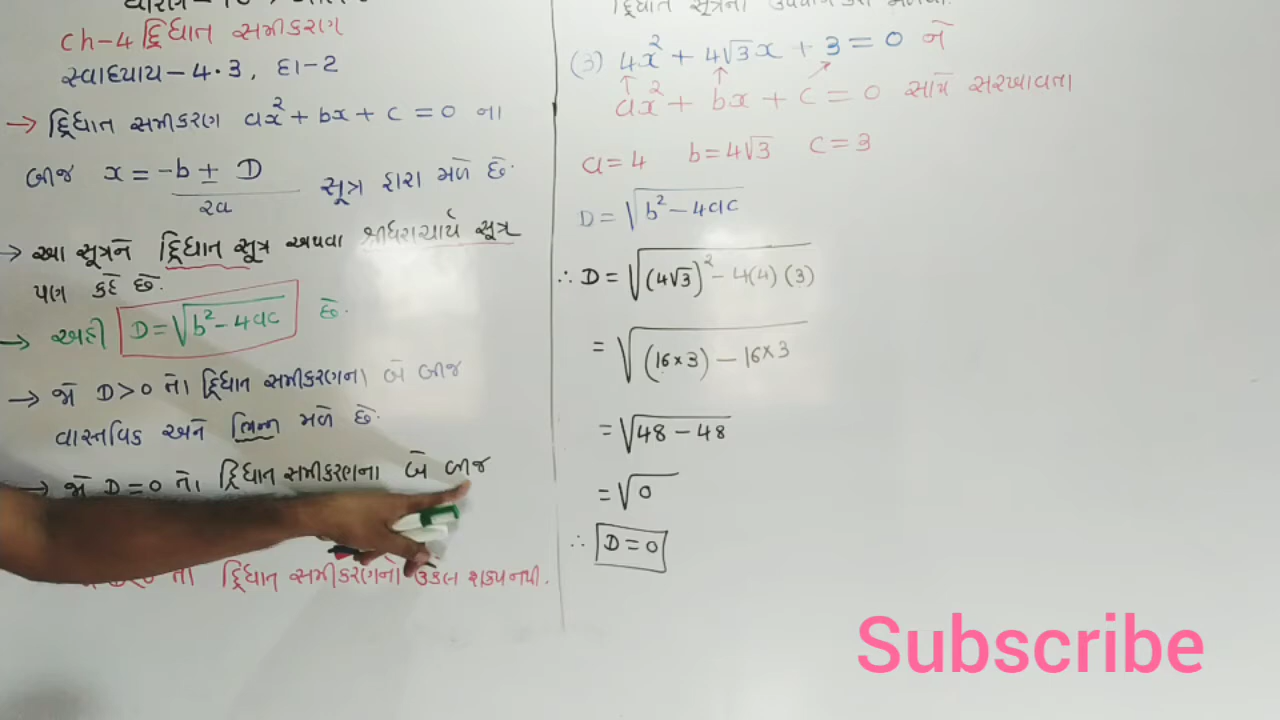 ch-4 દ્વિઘાત સમીકરણ
સ્વાધ્યાય - 4.3, દા-2
→ દ્વિઘાત સમીકરણ ax² + bx + c = 0 ના
બીજ x = -b ± D
2a
સૂત્ર દ્વારા મળે છે.
→ આ સૂત્રને દ્વિઘાત સૂત્ર અથવા શ્રીધરાચાર્ય સૂત્ર
પણ કહે છે.
→ અહી D = √b² - 4ac છે.
→ જો D > 0 તો દ્વિઘાત સમીકરણના બે બીજ
વાસ્તવિક અને ભિન્ન મળે છે.
→ જો D = 0 તો દ્વિઘાત સમીકરણના બે બીજ
તો દ્વિઘાત સમીકરણનો ઉકેલ શક્ય નથી.
દ્વિઘાત સૂત્રનો ઉપયોગ કરી
(3) 4x² + 4√3x + 3 = 0 ને
ax² + bx + c = 0 સાથે સરખાવતા
a = 4 b = 4√3 c = 3
D = √b² - 4ac
∴ D = √(4√3)² - 4(4)(3)
= √(16×3) - 16×3
= √48 - 48
= √0
∴ D = 0
Subscribe